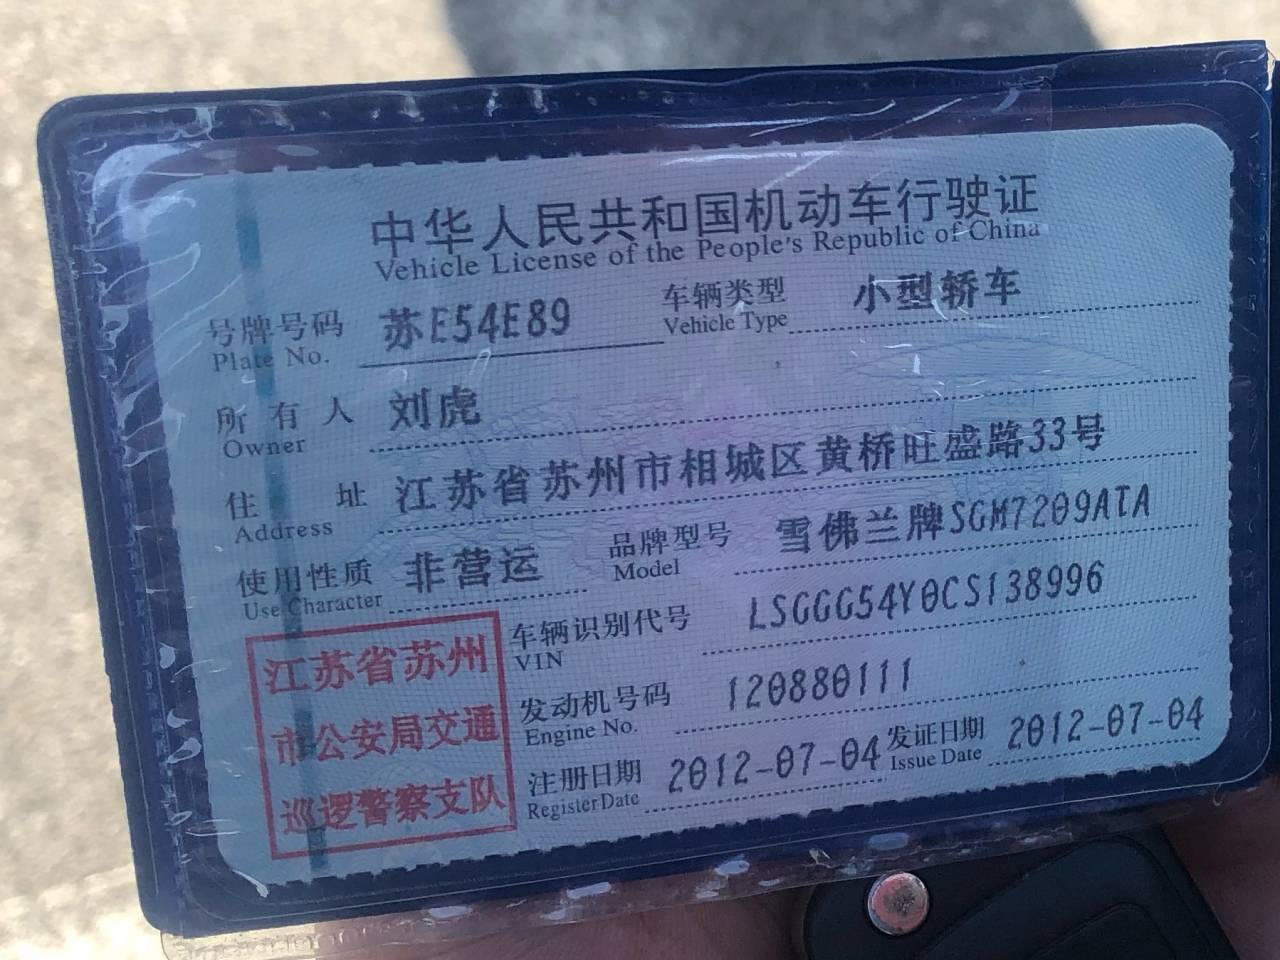 中华人民共和国机动车行驶证
Vehicle License of the People's Republic of China
号牌号码 苏E54E89 车辆类型 小型轿车
Plate No. Vehicle Type
所有人 刘虎
Owner
住址 江苏省苏州市相城区黄桥旺盛路33号
Address
使用性质 非营运 品牌型号 雪佛兰牌SGM7209ATA
Use Character Model
车辆识别代号 LSGGG54Y0CS138996
VIN
发动机号码 120880111
Engine No.
注册日期 2012-07-04 发证日期 2012-07-04
Register Date Issue Date
江苏省苏州
市公安局交通
巡逻警察支队